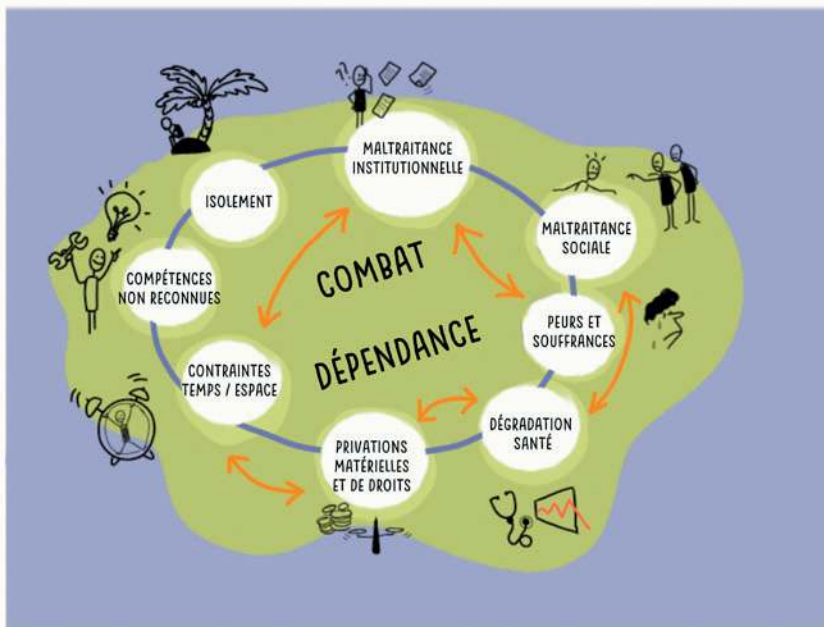 MALTRAITANCE
INSTITUTIONNELLE
ISOLEMENT
MALTRAITANCE
SOCIALE
COMBAT
COMPÉTENCES
NON RECONNUES
PEURS ET
SOUFFRANCES
DÉPENDANCE
CONTRAINTES
TEMPS / ESPACE
DÉGRADATION
SANTÉ
PRIVATIONS
MATÉRIELLES
ET DE DROITS
??